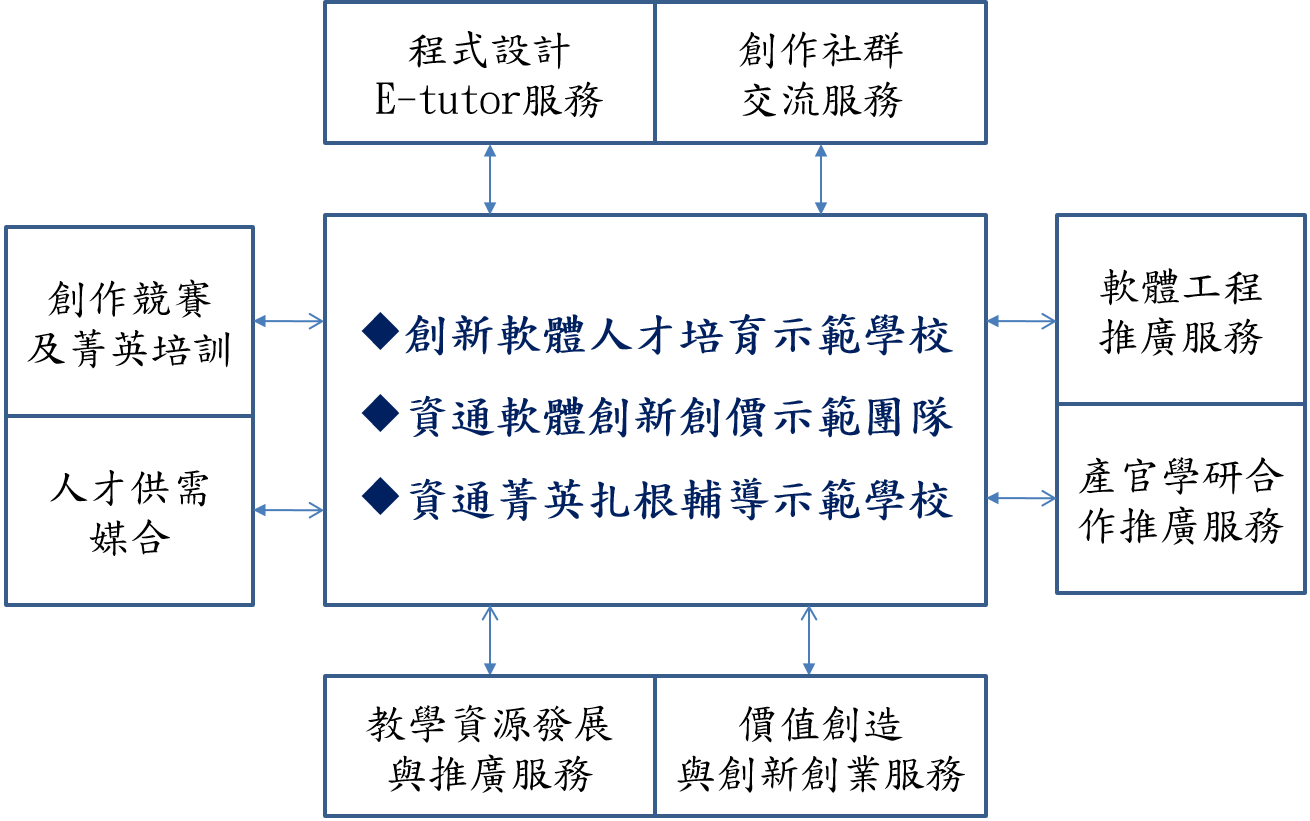 程式設計
E-tutor服務
創作社群
交流服務
創作競賽
及菁英培訓
人才供需
媒合
◆創新軟體人才培育示範學校
◆資通軟體創新創價示範團隊
◆資通菁英扎根輔導示範學校
軟體工程
推廣服務
產官學研合
作推廣服務
教學資源發展
與推廣服務
價值創造
與創新創業服務